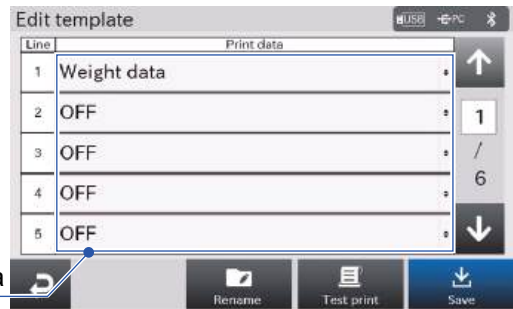 Edit template
USB PC
Line Print data
1 Weight data
2 OFF
3 OFF
4 OFF
5 OFF
1
/
6
a
Rename Test print Save